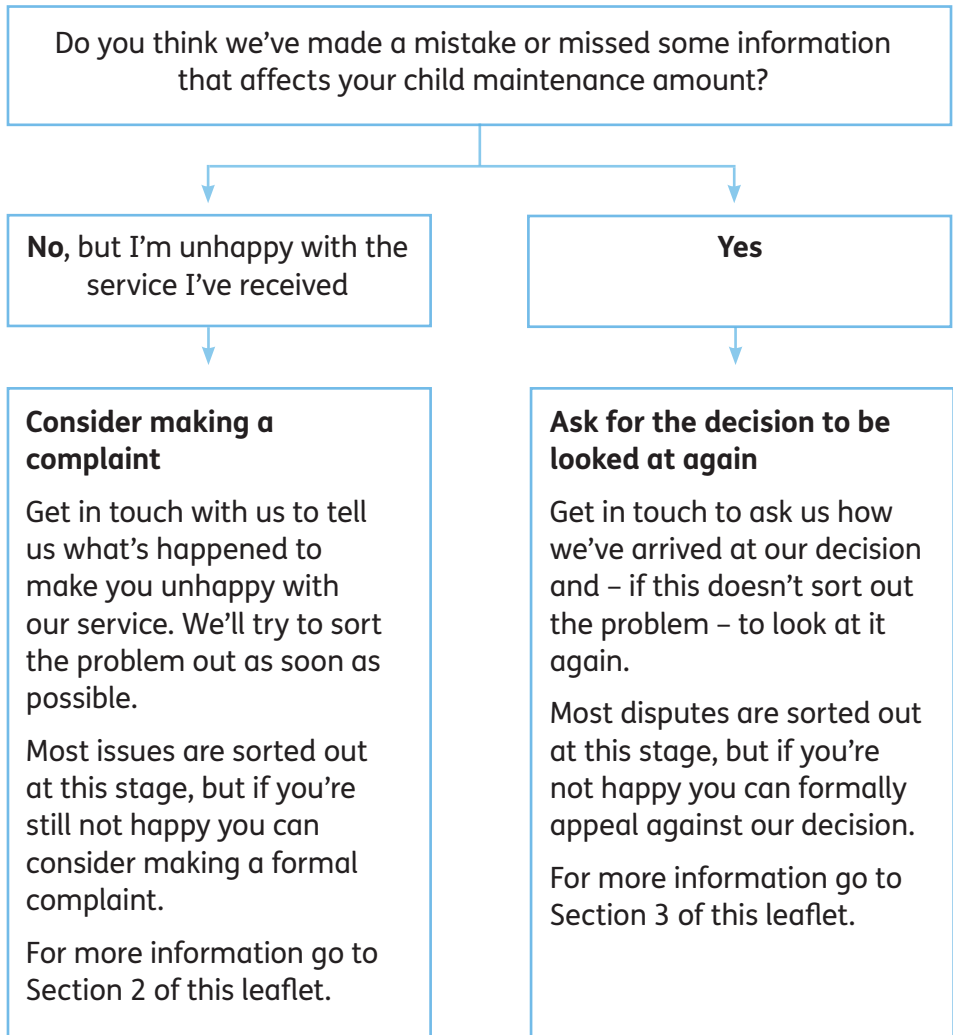 Do you think we’ve made a mistake or missed some information
that affects your child maintenance amount?
No, but I’m unhappy with the
service I’ve received
Yes
Consider making a
complaint
Get in touch with us to tell
us what’s happened to
make you unhappy with
our service. We’ll try to sort
the problem out as soon as
possible.
Most issues are sorted out
at this stage, but if you’re
still not happy you can
consider making a formal
complaint.
For more information go to
Section 2 of this leaflet.
Ask for the decision to be
looked at again
Get in touch to ask us how
we’ve arrived at our decision
and – if this doesn’t sort out
the problem – to look at it
again.
Most disputes are sorted out
at this stage, but if you’re
not happy you can formally
appeal against our decision.
For more information go to
Section 3 of this leaflet.